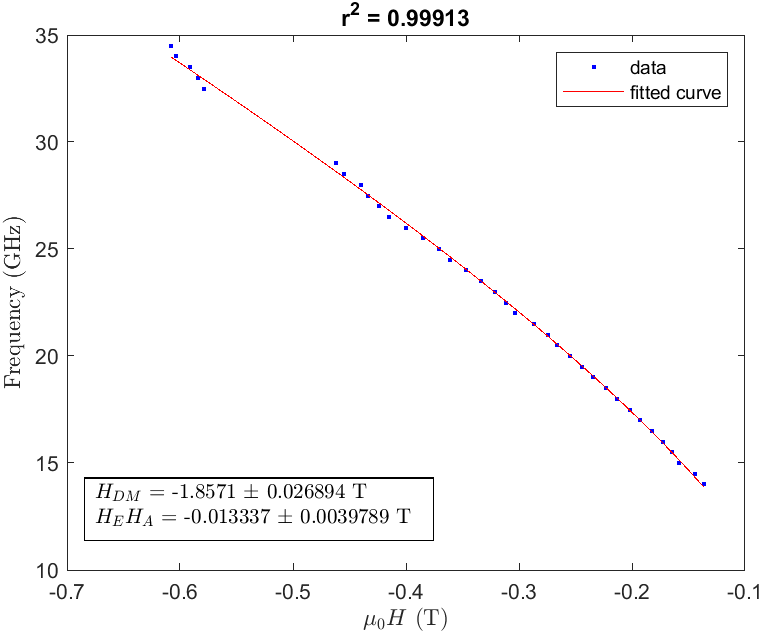 r² = 0.99913
35
30
25
20
15
10
Frequency (GHz)
data
fitted curve
H_{DM} = -1.8571 ± 0.026894 T
H_E H_A = -0.013337 ± 0.0039789 T
-0.7 -0.6 -0.5 -0.4 -0.3 -0.2 -0.1
μ₀H (T)